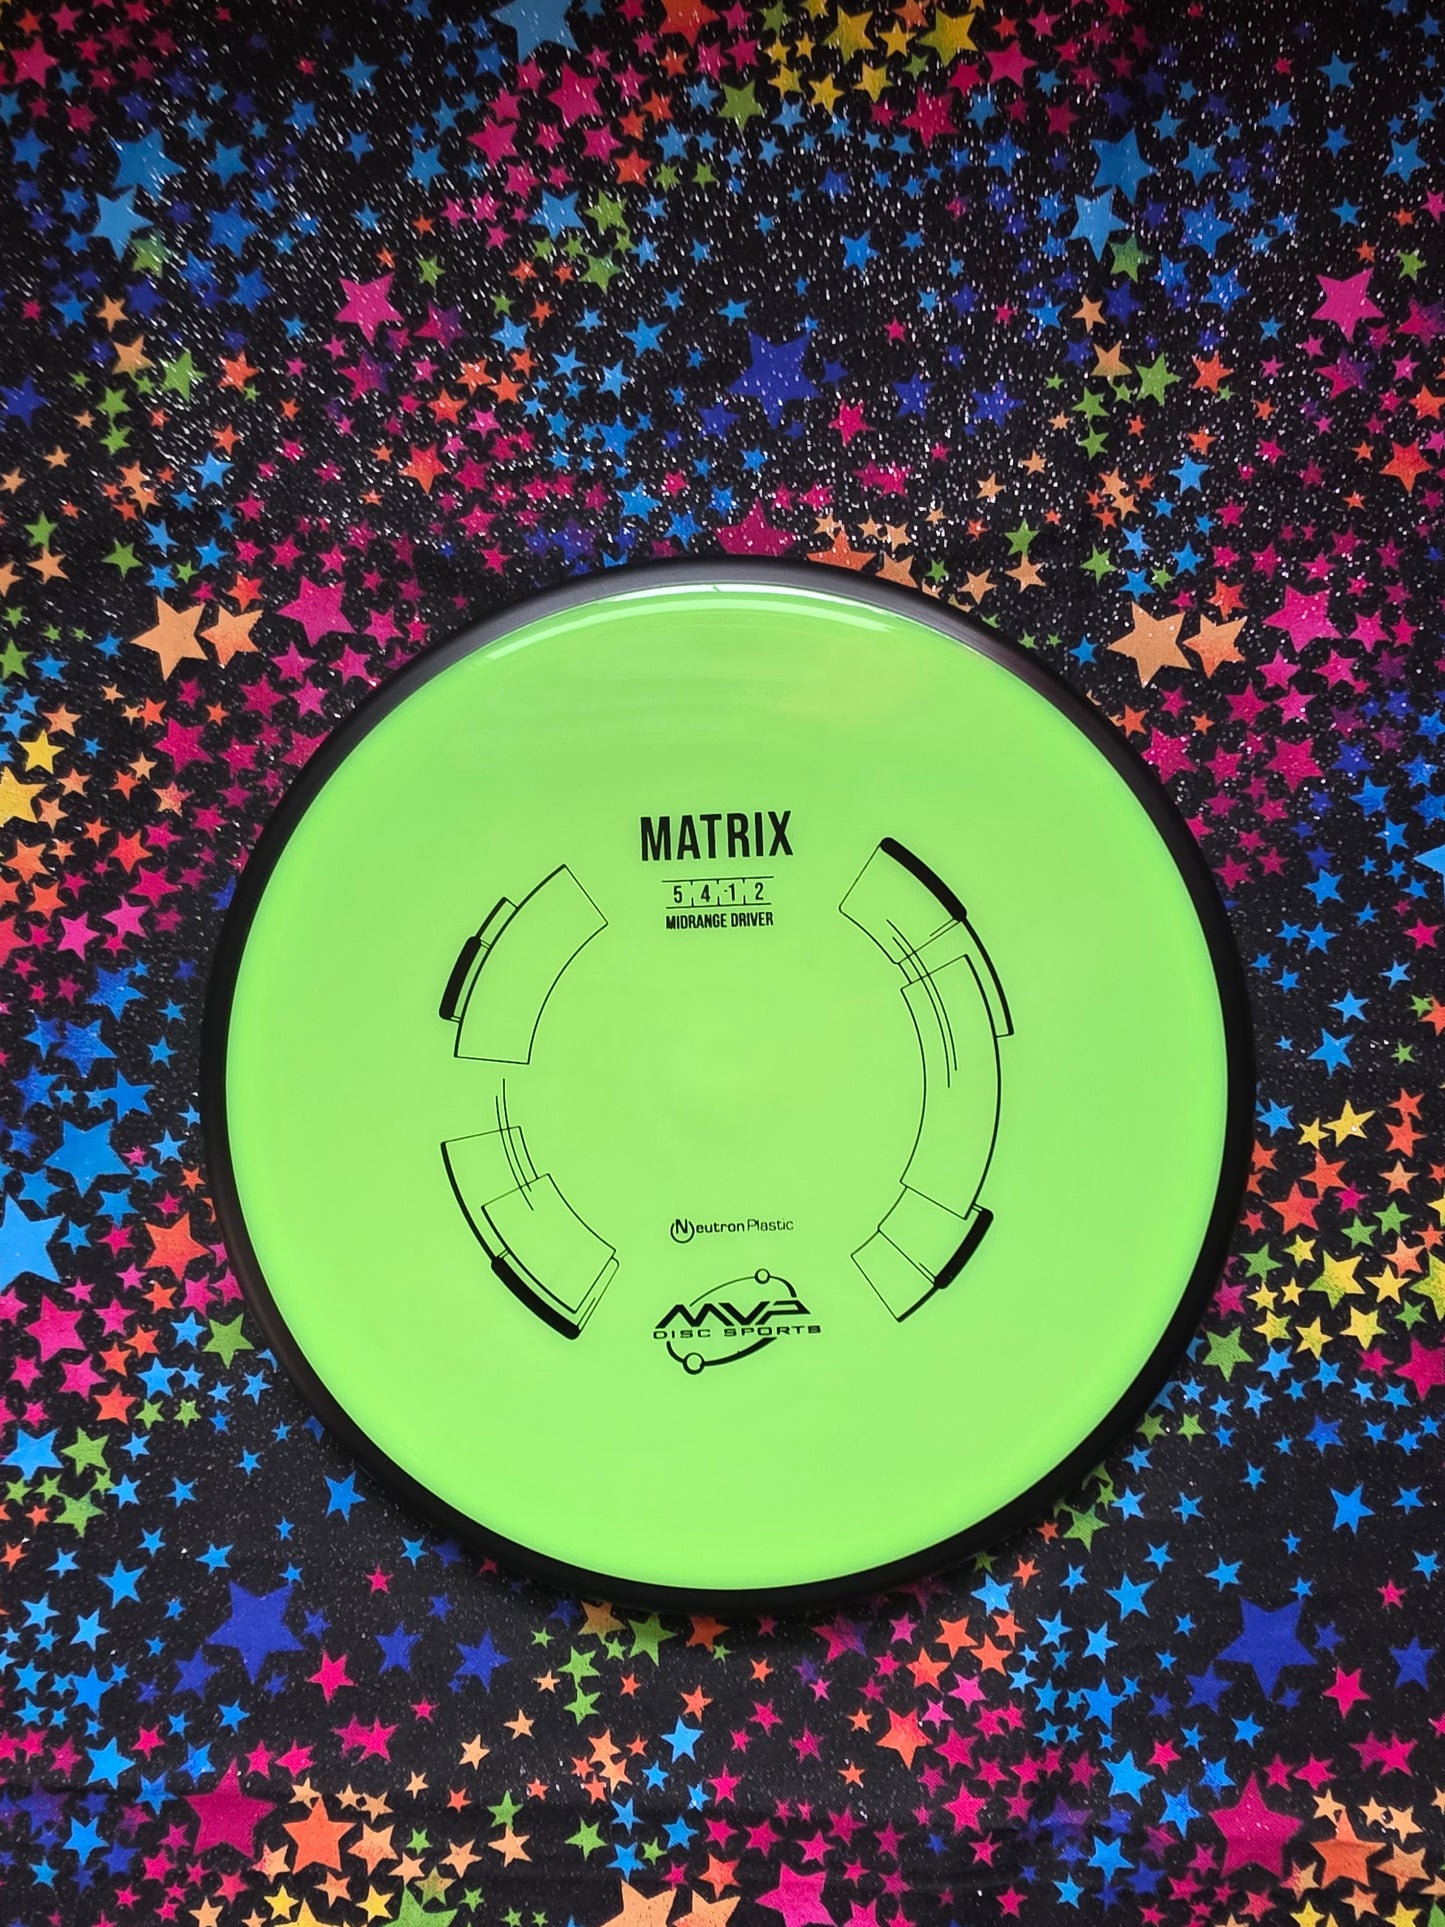 MATRIX
5 4 -1 2
MIDRANGE DRIVER
Neutron Plastic
MVP
DISC SPORTS